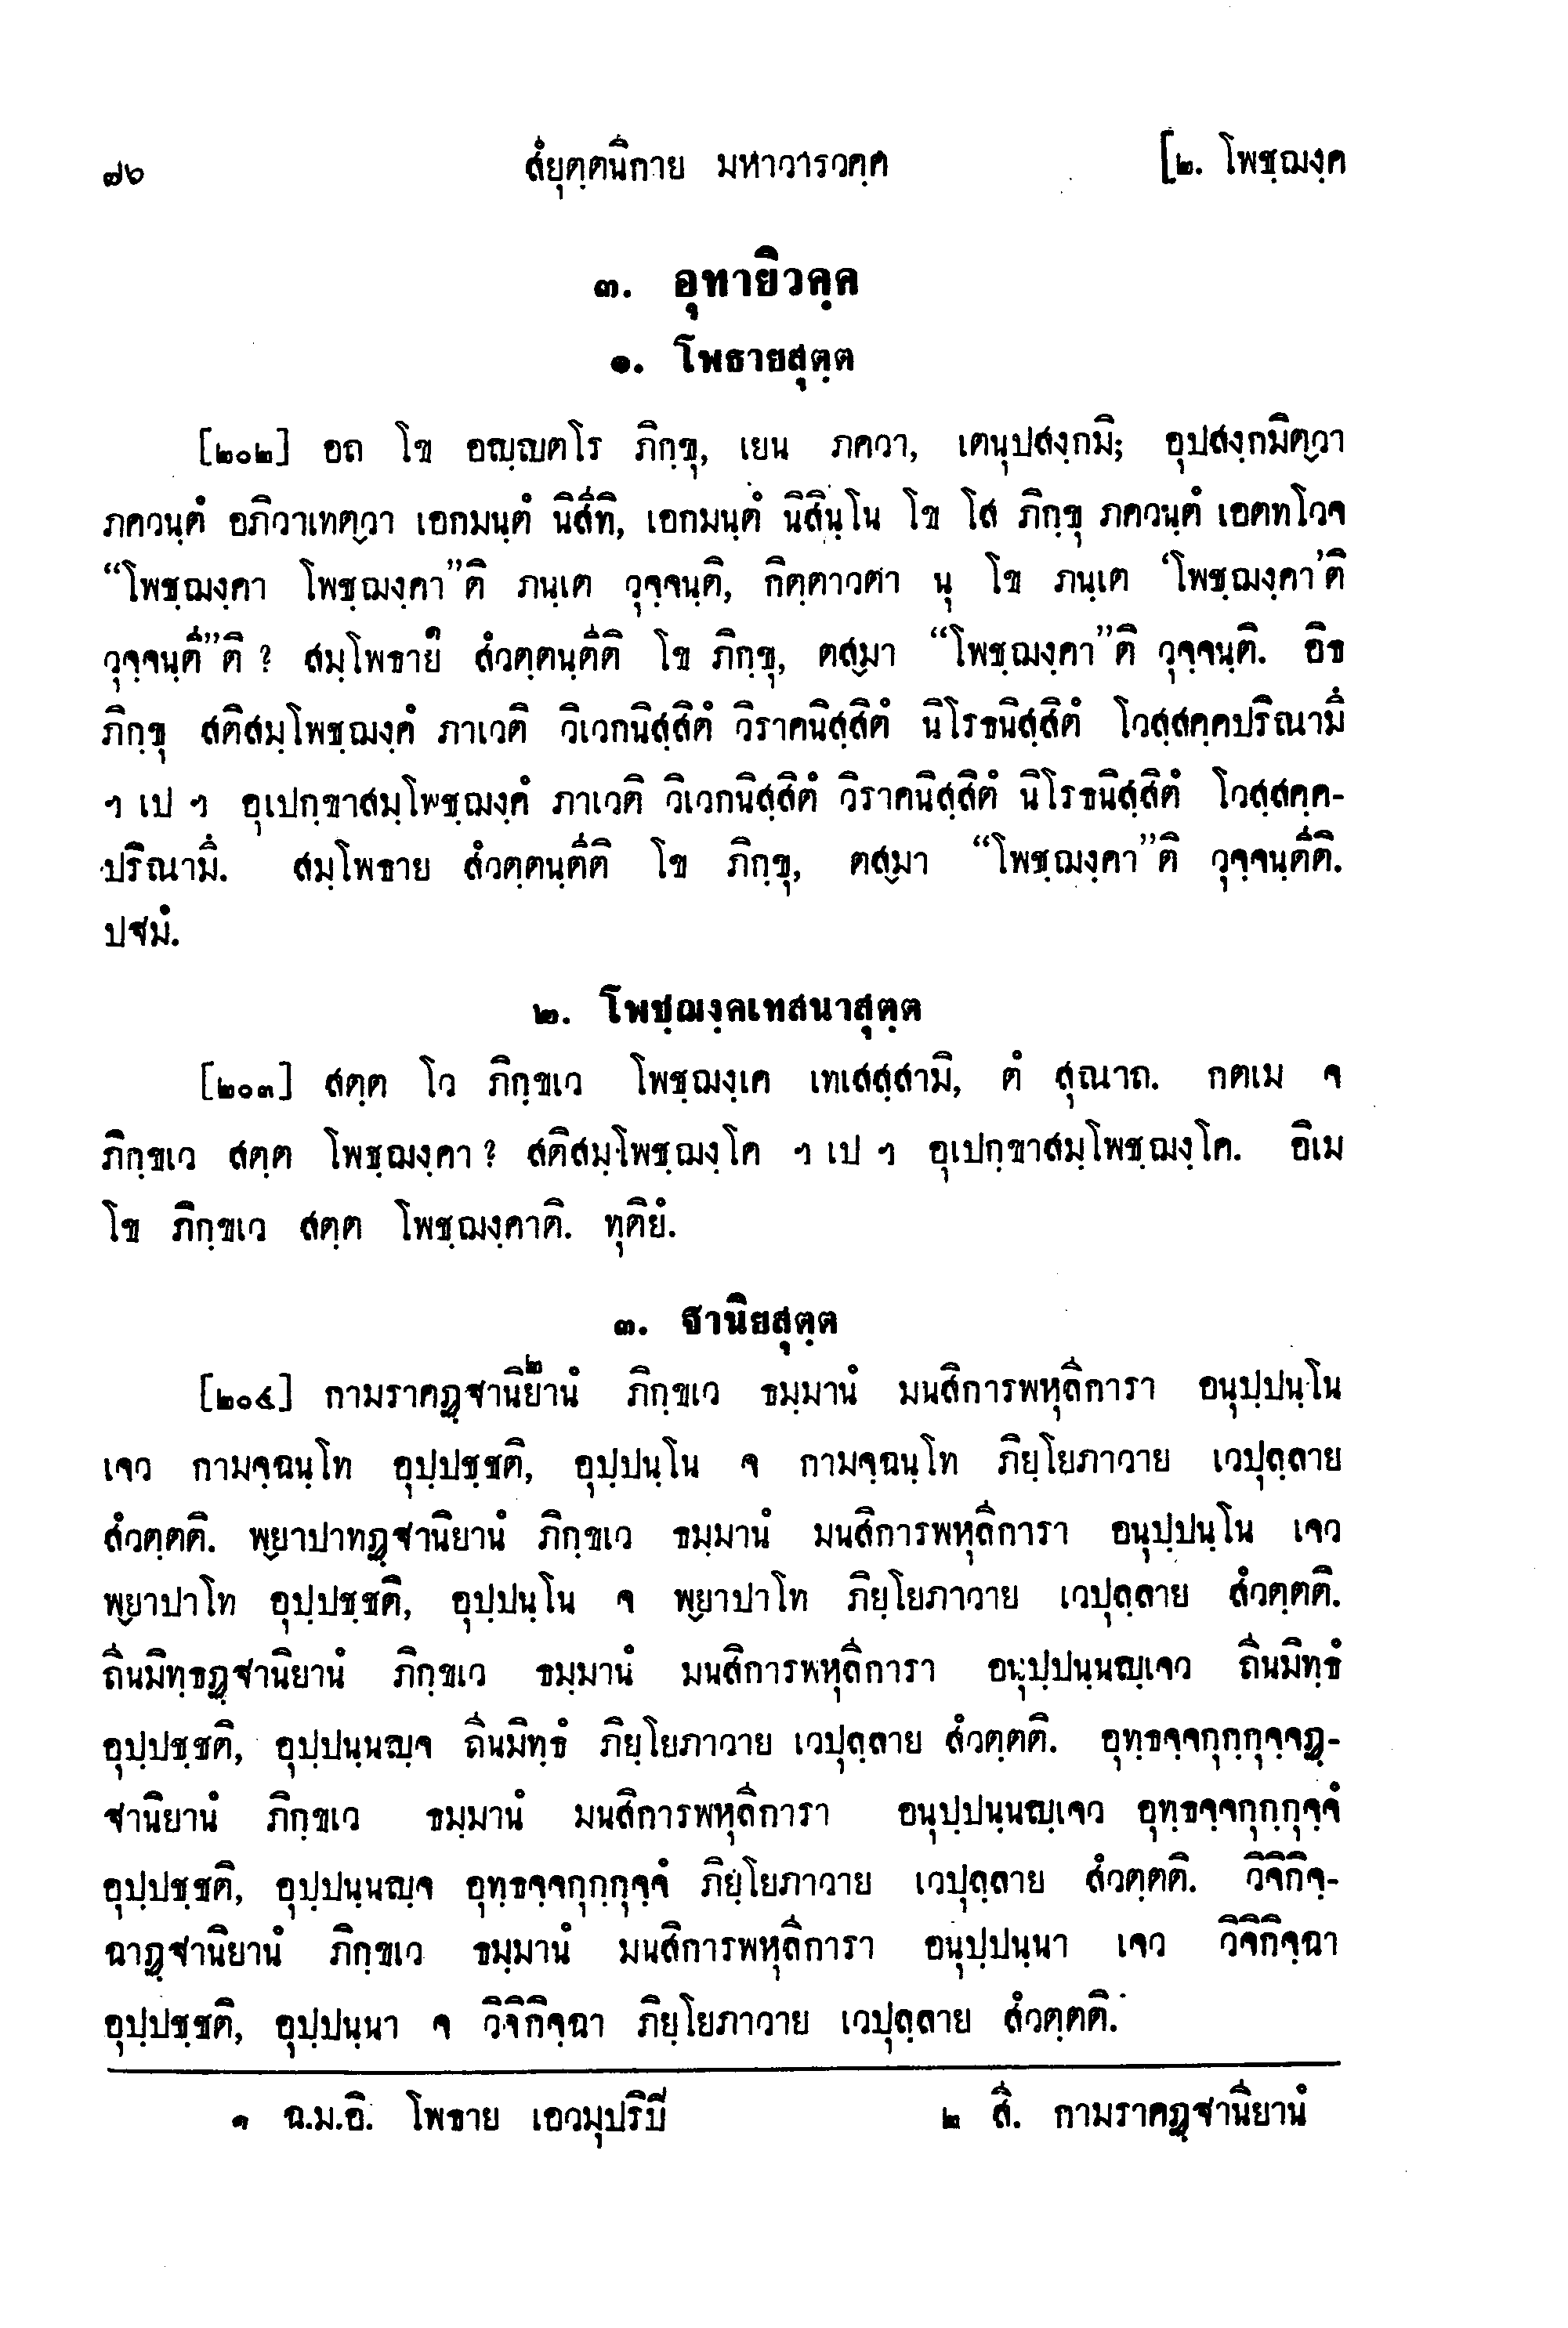 ๗๖ สํยุตฺตนิกาย มหาวารวคฺค [๒. โพชฺฌงฺค
๓. อุทายิวคฺค
๑. โพธายสุตฺต
[๒๐๒] อถ โข อญฺญตโร ภิกฺขุ, เยน ภควา, เตนุปสงฺกมิ; อุปสงฺกมิตฺวา
ภควนฺตํ อภิวาเทตฺวา เอกมนฺตํ นิสีทิ, เอกมนฺตํ นิสินฺโน โข โส ภิกฺขุ ภควนฺตํ เอตทโวจ
“โพชฺฌงฺคา โพชฺฌงฺคา”ติ ภนฺเต วุจฺจนฺติ, กิตฺตาวตา นุ โข ภนฺเต ‘โพชฺฌงฺคา’ติ
วุจฺจนฺตี”ติ ? สมฺโพธาย๑ สํวตฺตนฺตีติ โข ภิกฺขุ, ตสฺมา “โพชฺฌงฺคา”ติ วุจฺจนฺติ. อิธ
ภิกฺขุ สติสมฺโพชฺฌงฺคํ ภาเวติ วิเวกนิสฺสิตํ วิราคนิสฺสิตํ นิโรธนิสฺสิตํ โวสฺสคฺคปริณามึ
ฯ เป ฯ อุเปกฺขาสมฺโพชฺฌงฺคํ ภาเวติ วิเวกนิสฺสิตํ วิราคนิสฺสิตํ นิโรธนิสฺสิตํ โวสฺสคฺค-
ปริณามึ. สมฺโพธาย สํวตฺตนฺตีติ โข ภิกฺขุ, ตสฺมา “โพชฺฌงฺคา”ติ วุจฺจนฺตีติ.
ปฐมํ.
๒. โพชฺฌงฺคเทสนาสุตฺต
[๒๐๓] สตฺต โว ภิกฺขเว โพชฺฌงฺเค เทเสสฺสามิ, ตํ สุณาถ. กตเม จ
ภิกฺขเว สตฺต โพชฺฌงฺคา ? สติสมฺโพชฺฌงฺโค ฯ เป ฯ อุเปกฺขาสมฺโพชฺฌงฺโค. อิเม
โข ภิกฺขเว สตฺต โพชฺฌงฺคาติ. ทุติยํ.
๓. ฐานิยสุตฺต
[๒๐๔] กามราคฏฺฐานิยานํ๒ ภิกฺขเว ธมฺมานํ มนสิการพหุลีการา อนุปฺปนฺโน
เจว กามจฺฉนฺโท อุปฺปชฺชติ, อุปฺปนฺโน จ กามจฺฉนฺโท ภิยฺโยภาวาย เวปุลฺลาย
สํวตฺตติ. พฺยาปาทฏฺฐานิยานํ ภิกฺขเว ธมฺมานํ มนสิการพหุลีการา อนุปฺปนฺโน เจว
พฺยาปาโท อุปฺปชฺชติ, อุปฺปนฺโน จ พฺยาปาโท ภิยฺโยภาวาย เวปุลฺลาย สํวตฺตติ.
ถีนมิทฺธฏฺฐานิยานํ ภิกฺขเว ธมฺมานํ มนสิการพหุลีการา อนุปฺปนฺนญฺเจว ถีนมิทฺธํ
อุปฺปชฺชติ, อุปฺปนฺนญฺจ ถีนมิทฺธํ ภิยฺโยภาวาย เวปุลฺลาย สํวตฺตติ. อุทฺธจฺจกุกฺกุจฺจฏฺ-
ฐานิยานํ ภิกฺขเว ธมฺมานํ มนสิการพหุลีการา อนุปฺปนฺนญฺเจว อุทฺธจฺจกุกฺกุจฺจํ
อุปฺปชฺชติ, อุปฺปนฺนญฺจ อุทฺธจฺจกุกฺกุจฺจํ ภิยฺโยภาวาย เวปุลฺลาย สํวตฺตติ. วิจิกิจฺ-
ฉาฏฺฐานิยานํ ภิกฺขเว ธมฺมานํ มนสิการพหุลีการา อนุปฺปนฺนา เจว วิจิกิจฺฉา
อุปฺปชฺชติ, อุปฺปนฺนา จ วิจิกิจฺฉา ภิยฺโยภาวาย เวปุลฺลาย สํวตฺตติ.
๑ ฉ.ม.อิ. โพธาย เอวมุปริปี ๒ สี. กามราคฏฺฐานียานํ